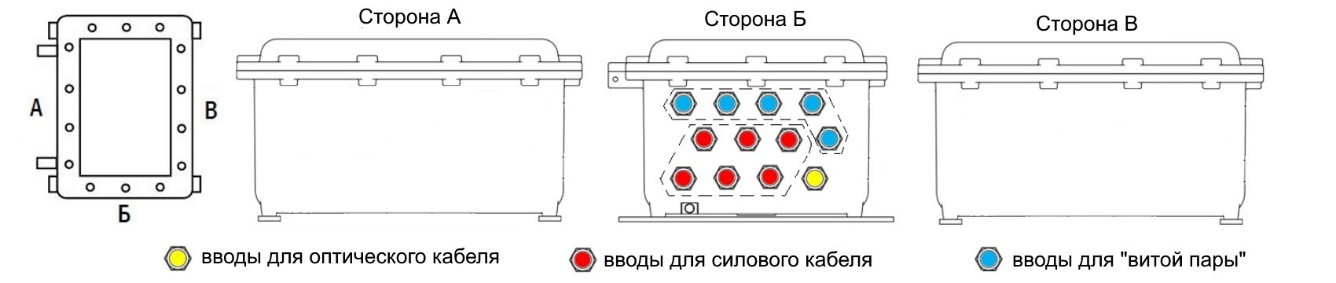 Сторона А
Сторона Б
Сторона В
А
В
Б
вводы для оптического кабеля
вводы для силового кабеля
вводы для "витой пары"